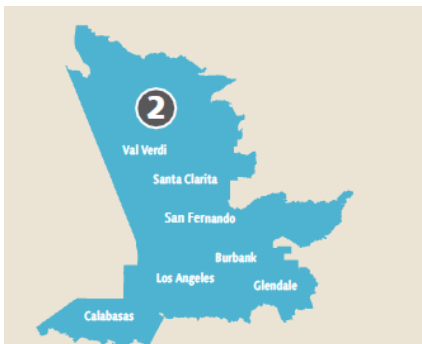 2
Val Verdi
Santa Clarita
San Fernando
Burbank
Los Angeles
Glendale
Calabasas